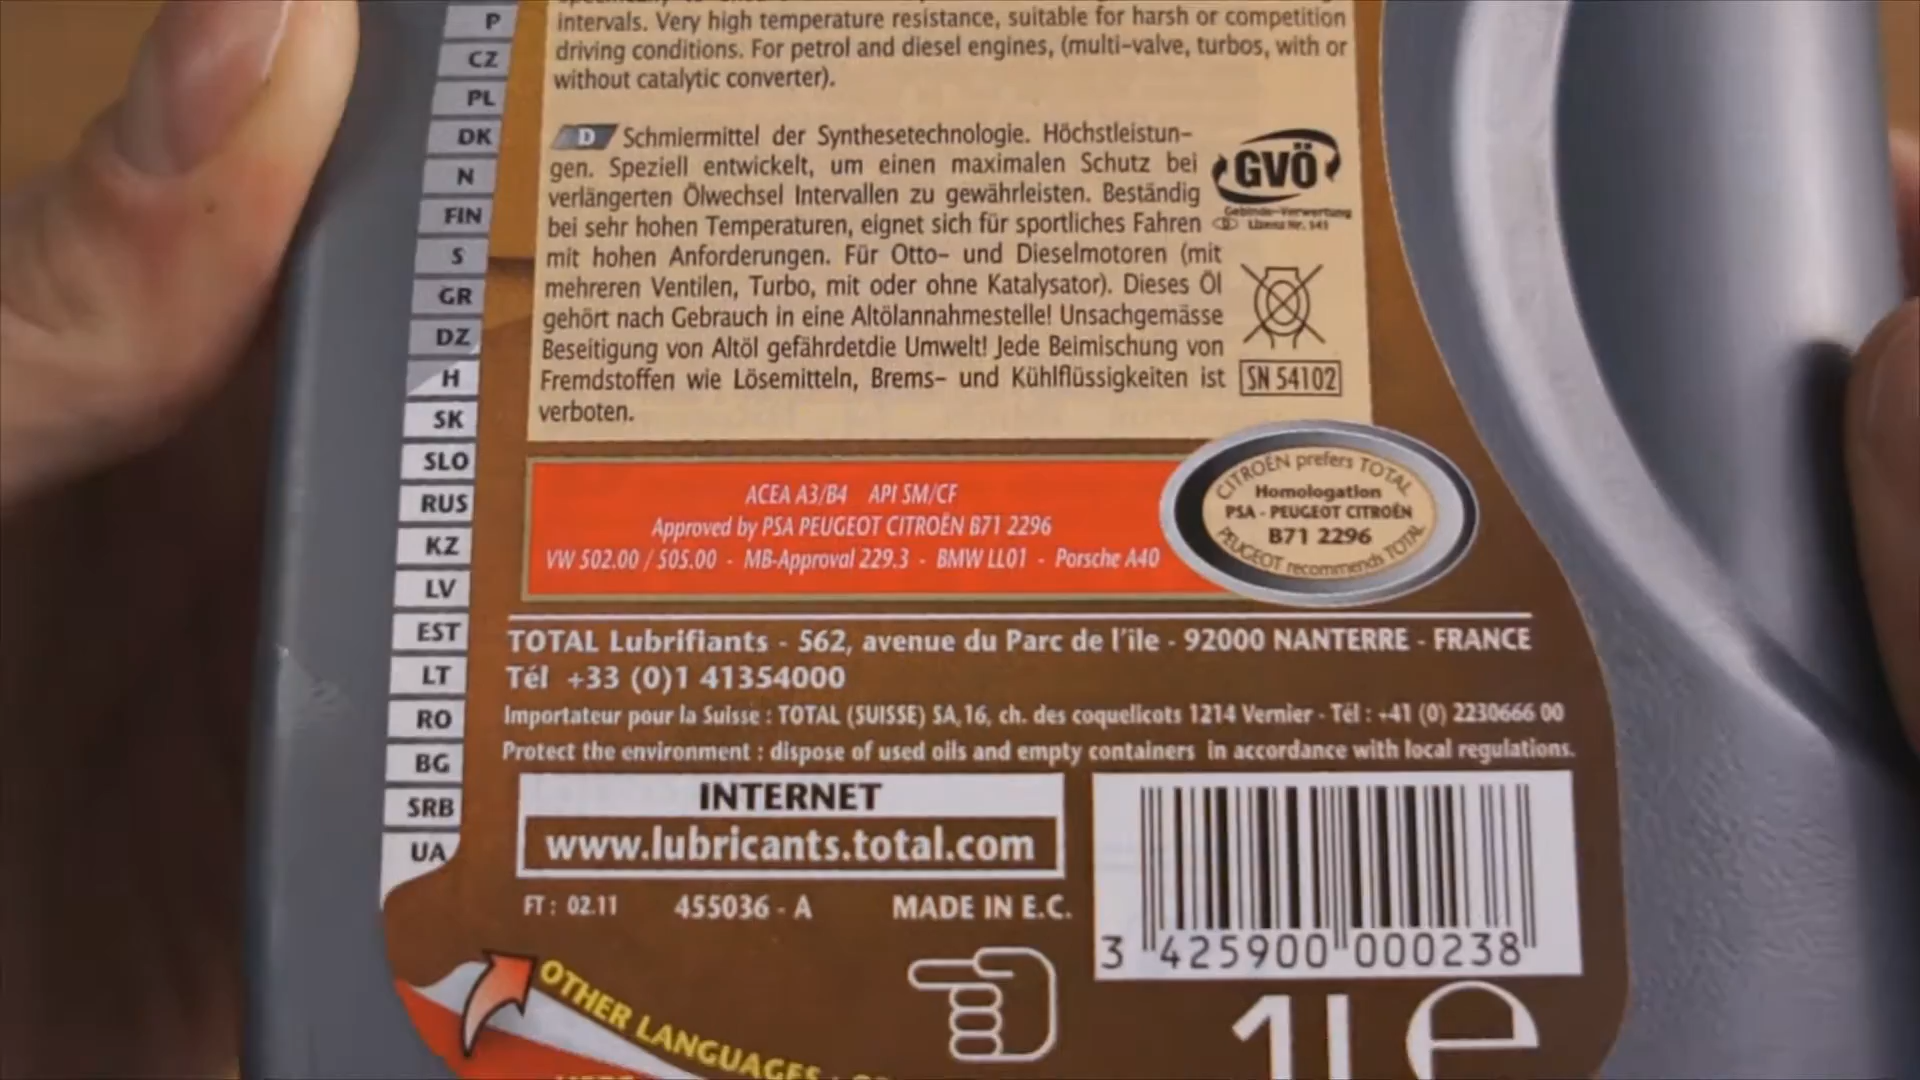 intervals. Very high temperature resistance, suitable for harsh or competition
driving conditions. For petrol and diesel engines, (multi-valve, turbos, with or
without catalytic converter).
D Schmiermittel der Synthesetechnologie. Höchstleistun-
gen. Speziell entwickelt, um einen maximalen Schutz bei
verlängerten Ölwechsel Intervallen zu gewährleisten. Beständig
bei sehr hohen Temperaturen, eignet sich für sportliches Fahren
mit hohen Anforderungen. Für Otto- und Dieselmotoren (mit
mehreren Ventilen, Turbo, mit oder ohne Katalysator). Dieses Öl
gehört nach Gebrauch in eine Altölannahmestelle! Unsachgemässe
Beseitigung von Altöl gefährdetdie Umwelt! Jede Beimischung von
Fremdstoffen wie Lösemitteln, Brems- und Kühlflüssigkeiten ist
verboten.
GVÖ
Gebinde-Verwertung
D Lizenz Nr. 141
SN 54102
P
CZ
PL
DK
N
FIN
S
GR
DZ
H
SK
SLO
RUS
KZ
LV
EST
LT
RO
BG
SRB
UA
ACEA A3/B4 API SM/CF
Approved by PSA PEUGEOT CITROËN B71 2296
VW 502.00 / 505.00 - MB-Approval 229.3 - BMW LL01 - Porsche A40
CITROËN prefers TOTAL
Homologation
PSA - PEUGEOT CITROËN
B71 2296
PEUGEOT recommends TOTAL
TOTAL Lubrifiants - 562, avenue du Parc de l'île - 92000 NANTERRE - FRANCE
Tél +33 (0)1 41354000
Importateur pour la Suisse : TOTAL (SUISSE) SA, 16, ch. des coquelicots 1214 Vernier - Tél : +41 (0) 2230666 00
Protect the environment : dispose of used oils and empty containers in accordance with local regulations.
INTERNET
www.lubricants.total.com
FT : 02.11 455036 - A MADE IN E.C.
3 425900 000238
OTHER LANGUAGES
1L e